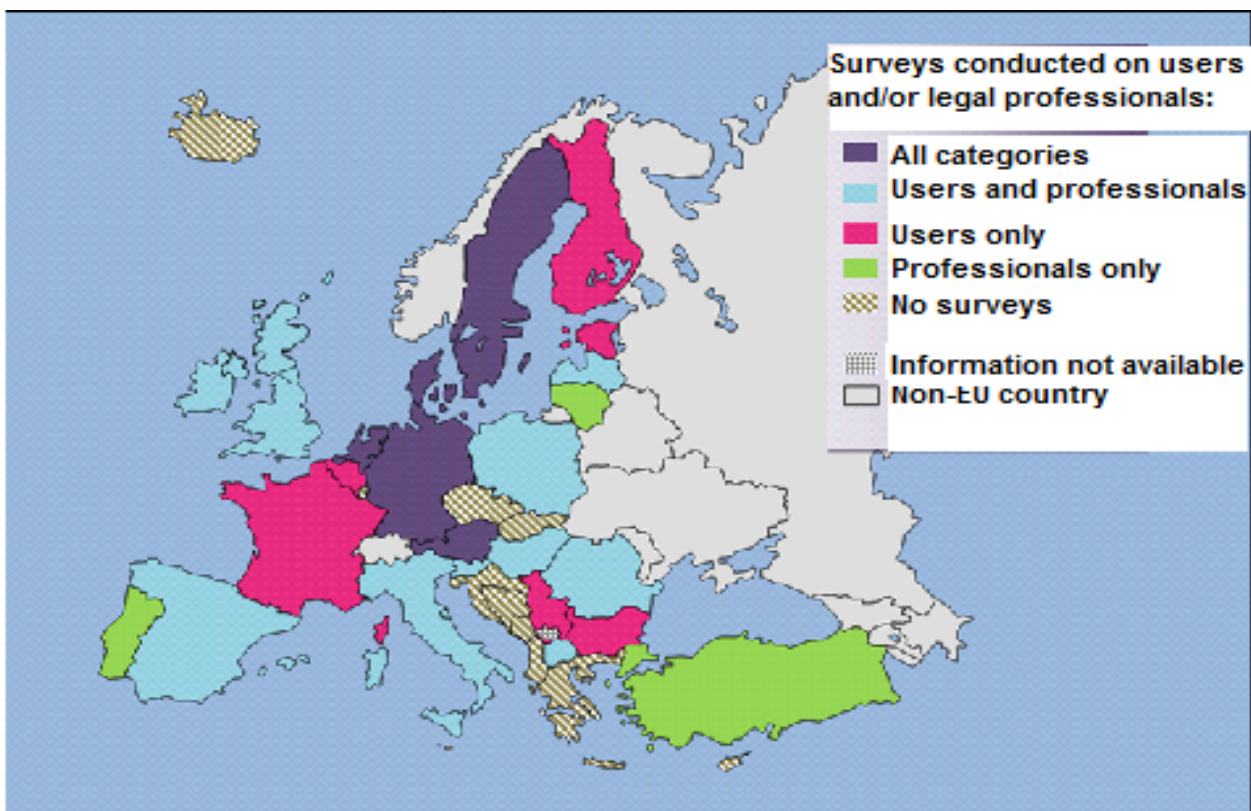 Surveys conducted on users
and/or legal professionals:
All categories
Users and professionals
Users only
Professionals only
No surveys
Information not available
Non-EU country